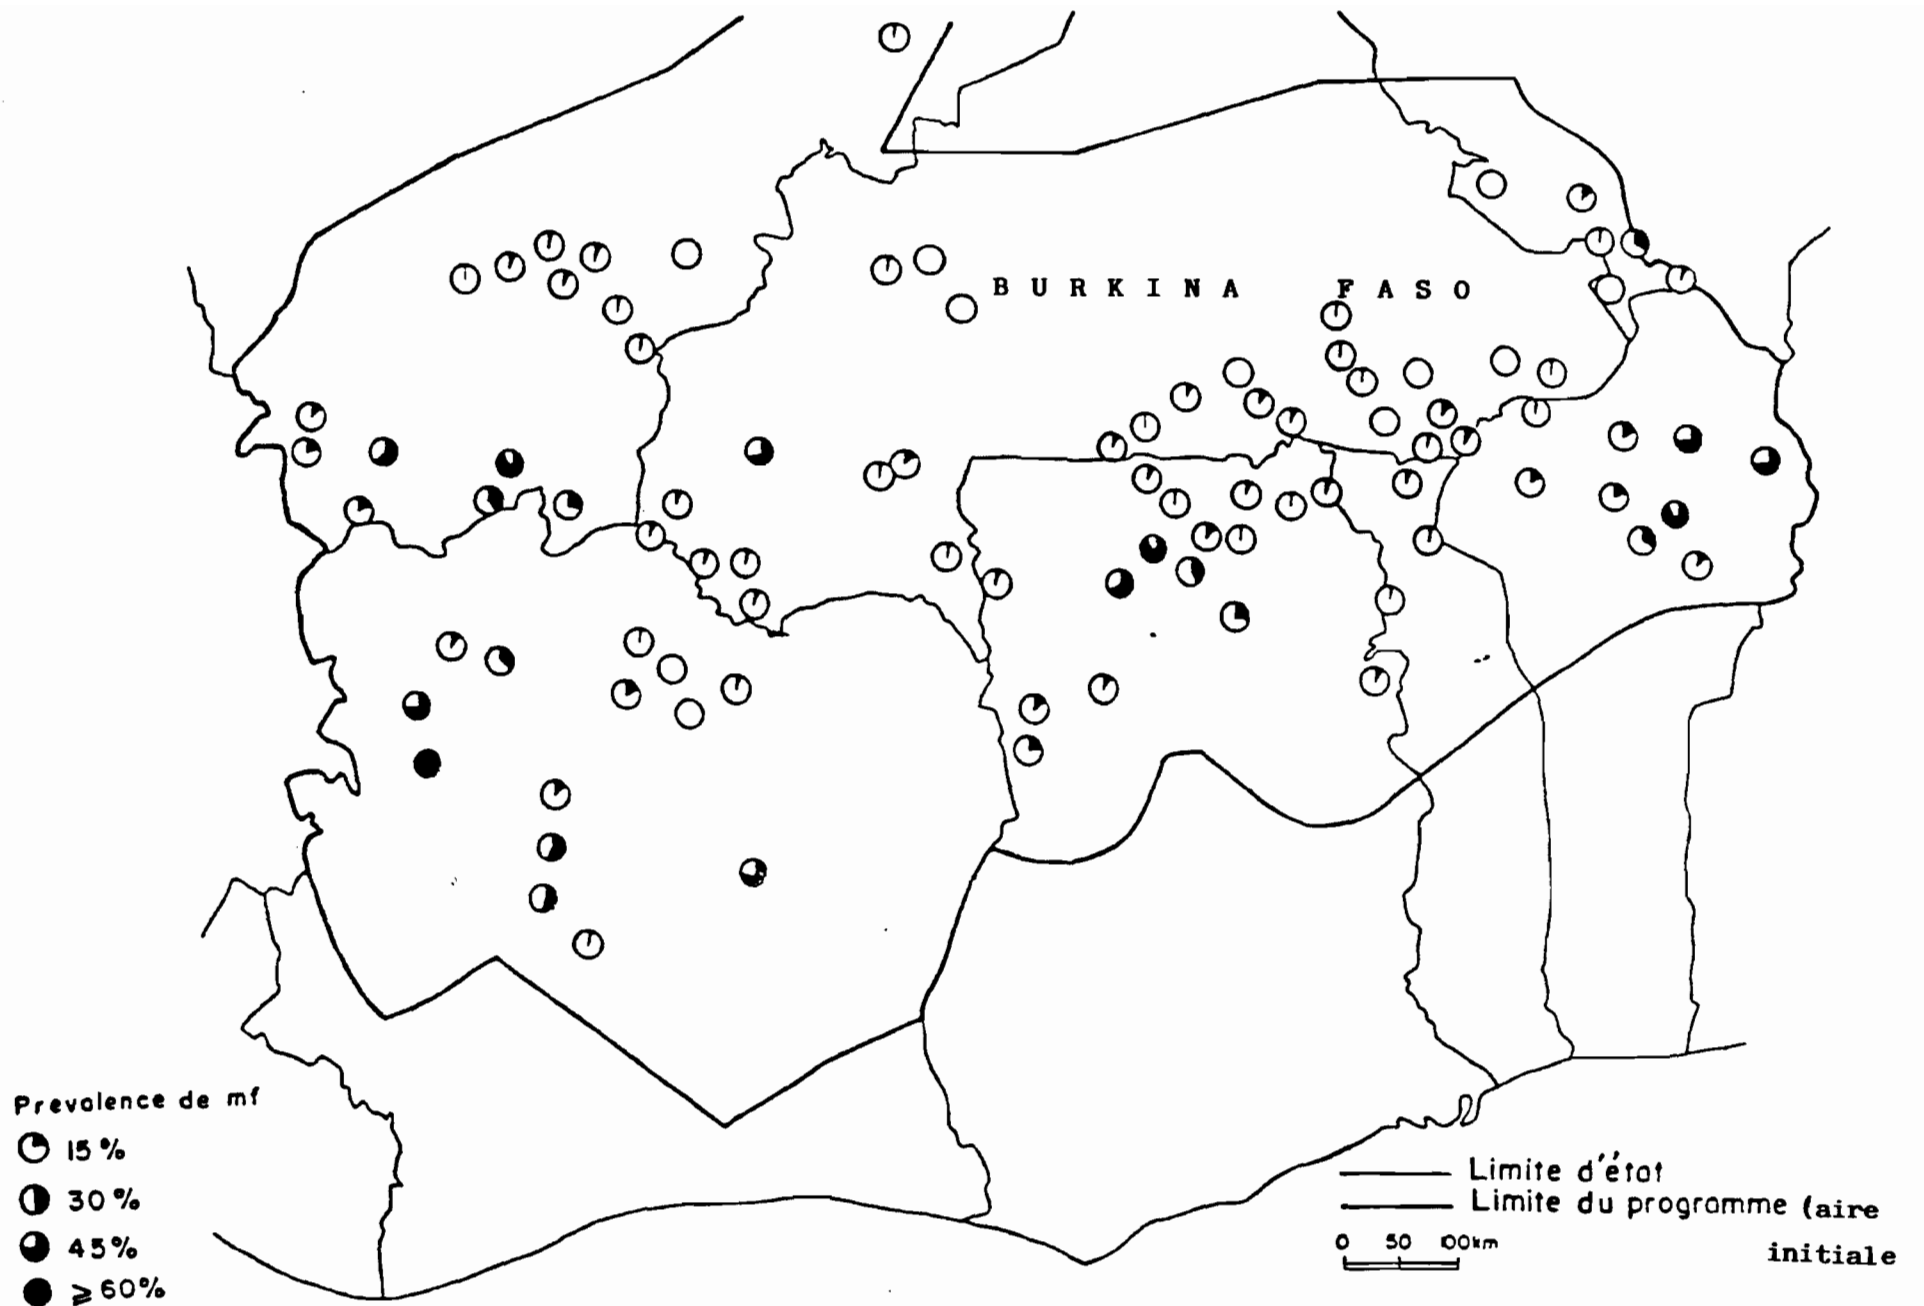 BURKINA FASO
Prevalence de mf
15%
30%
45%
≥60%
Limite d'état
Limite du programme (aire
initiale
0 50 100km